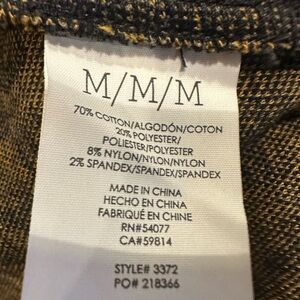 M/M/M
70% COTTON/ALGODÓN/COTON
20% POLYESTER/
POLIESTER/POLYESTER
8% NYLON/NYLON/NYLON
2% SPANDEX/SPANDEX/SPANDEX
MADE IN CHINA
HECHO EN CHINA
FABRIQUÉ EN CHINE
RN#54077
CA#59814
STYLE# 3372
PO# 218366